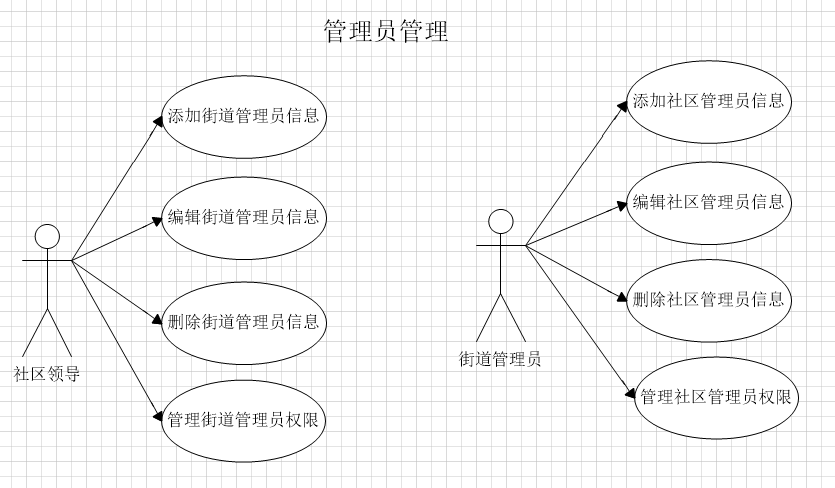 管理员管理
添加街道管理员信息
编辑街道管理员信息
删除街道管理员信息
管理街道管理员权限
社区领导
添加社区管理员信息
编辑社区管理员信息
删除社区管理员信息
管理社区管理员权限
街道管理员